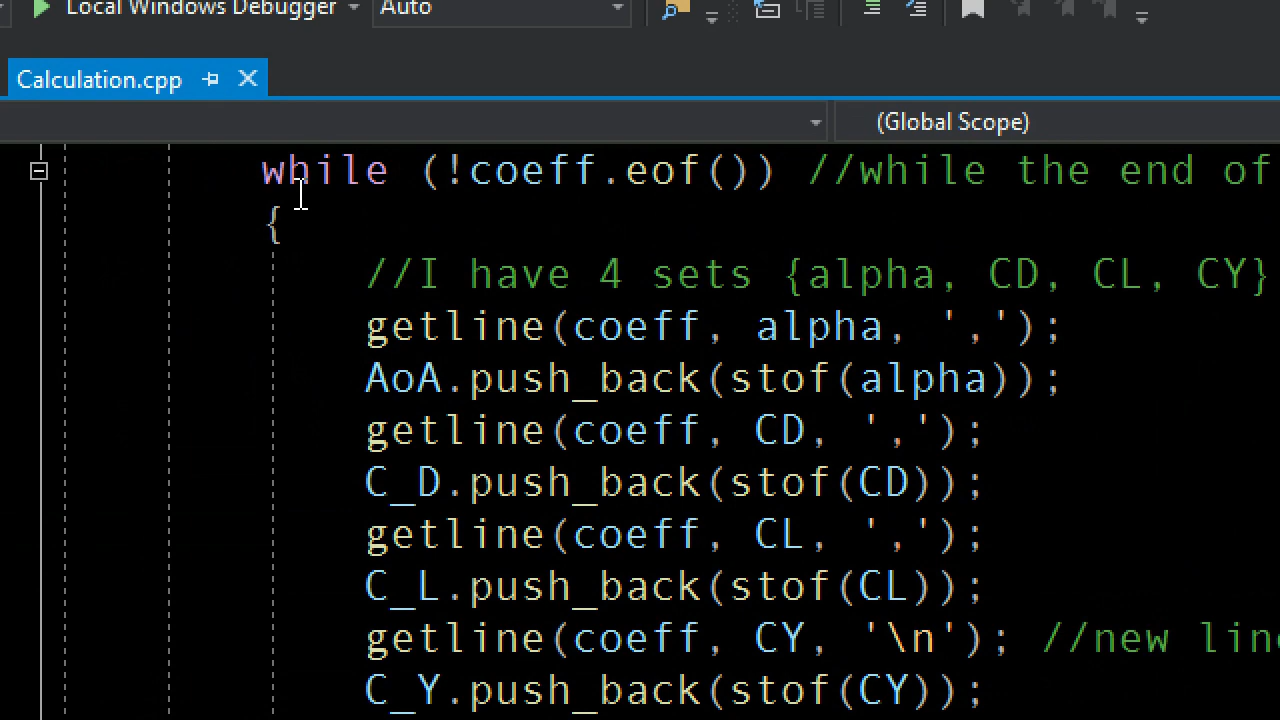 Local Windows Debugger Auto
Calculation.cpp
(Global Scope)
while (!coeff.eof()) //while the end of
{
//I have 4 sets {alpha, CD, CL, CY}
getline(coeff, alpha, ',');
AoA.push_back(stof(alpha));
getline(coeff, CD, ',');
C_D.push_back(stof(CD));
getline(coeff, CL, ',');
C_L.push_back(stof(CL));
getline(coeff, CY, '\n'); //new line
C_Y.push_back(stof(CY));